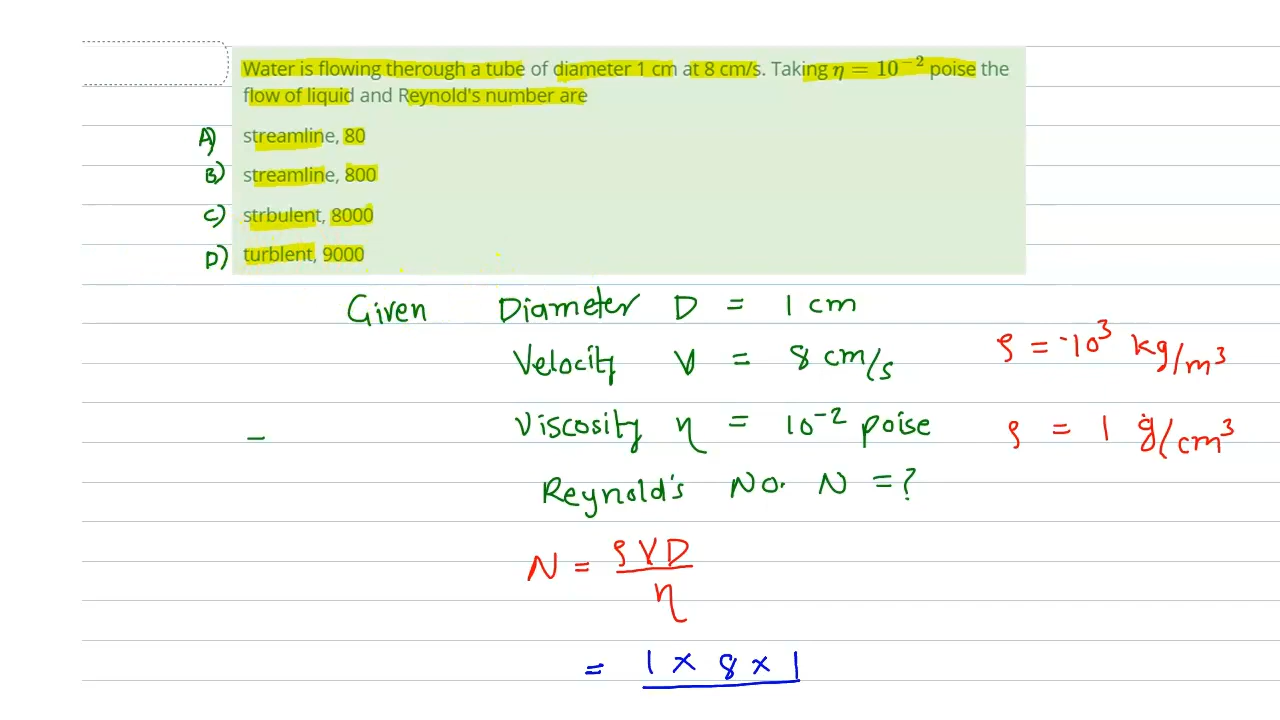 Water is flowing therough a tube of diameter 1 cm at 8 cm/s. Taking η = 10⁻² poise the
flow of liquid and Reynold's number are
A) streamline, 80
B) streamline, 800
C) strbulent, 8000
D) turblent, 9000
Given Diameter D = 1 cm
Velocity V = 8 cm/s
ρ = 10³ kg/m³
Viscosity η = 10⁻² poise
ρ = 1 g/cm³
Reynold's No. N = ?
N = ρVD/η
= 1 × 8 × 1